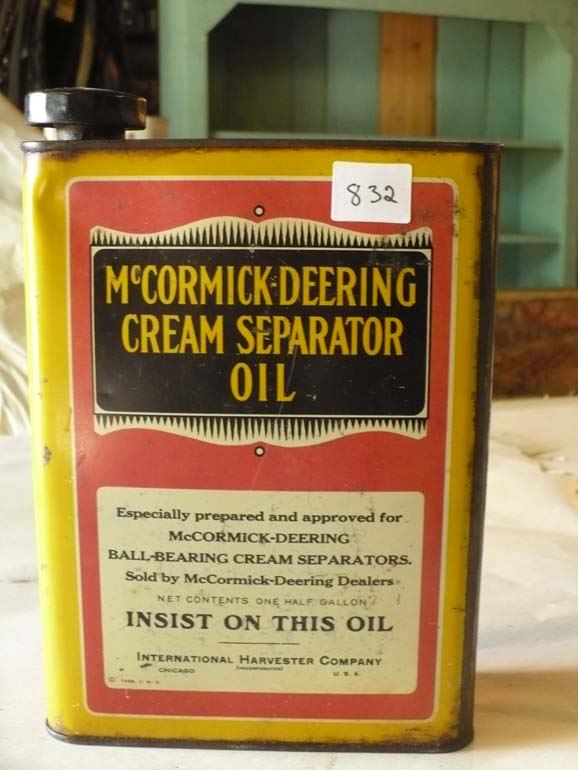 832
McCORMICK-DEERING
CREAM SEPARATOR
OIL
Especially prepared and approved for
McCORMICK-DEERING
BALL-BEARING CREAM SEPARATORS.
Sold by McCormick-Deering Dealers
NET CONTENTS ONE HALF GALLON
INSIST ON THIS OIL
INTERNATIONAL HARVESTER COMPANY
CHICAGO (INCORPORATED) U.S.A.